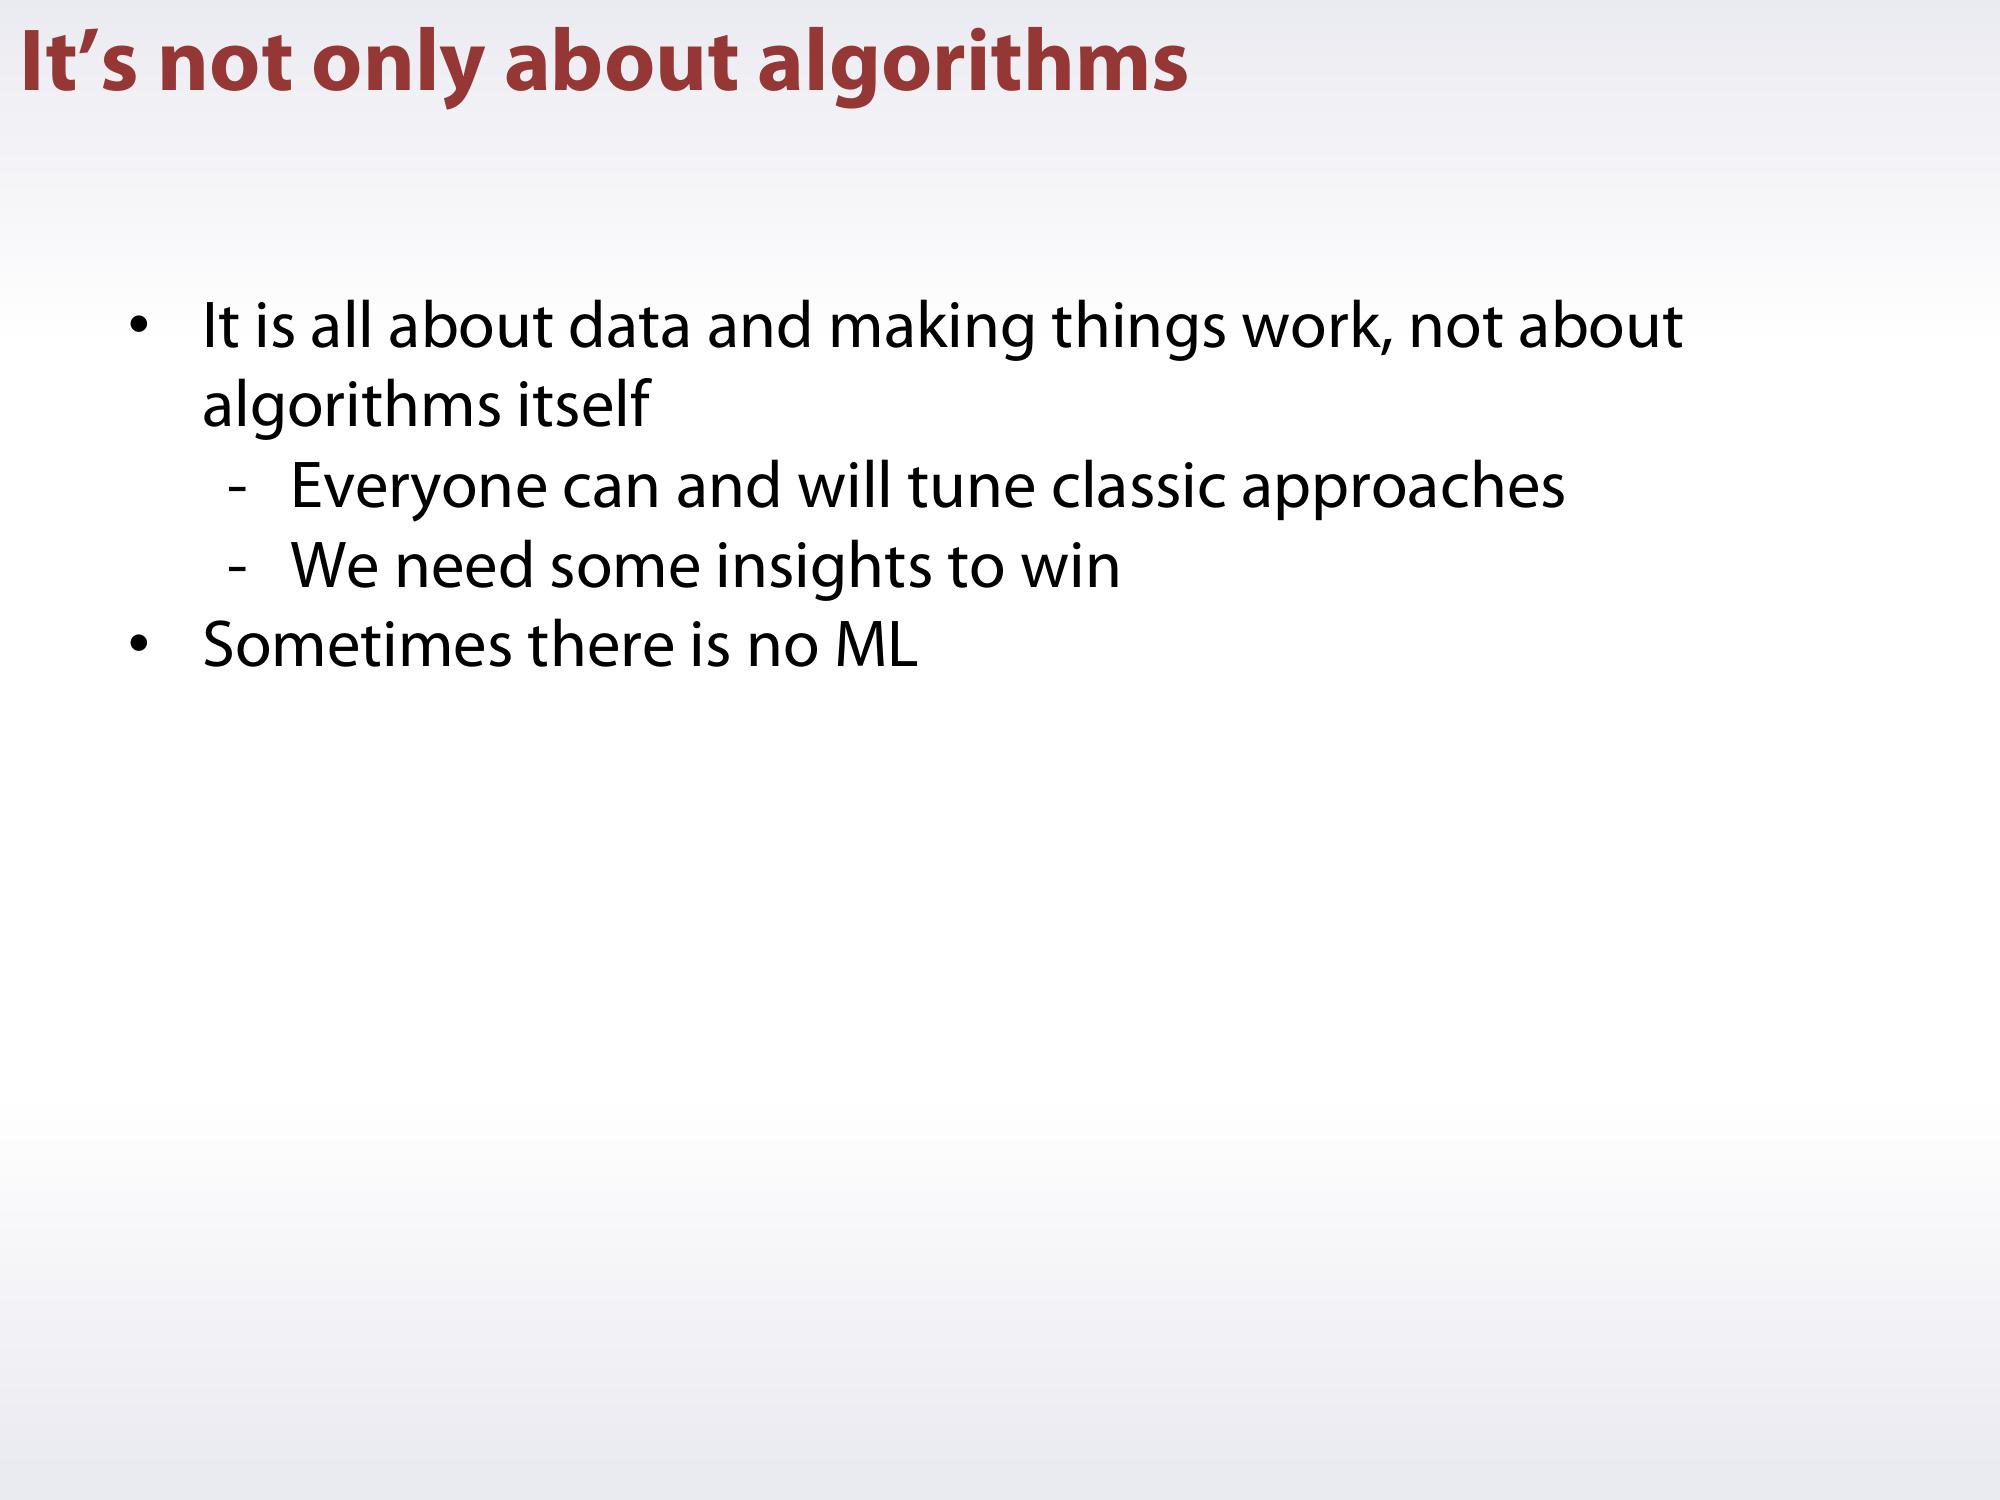 It’s not only about algorithms
• It is all about data and making things work, not about
algorithms itself
- Everyone can and will tune classic approaches
- We need some insights to win
• Sometimes there is no ML